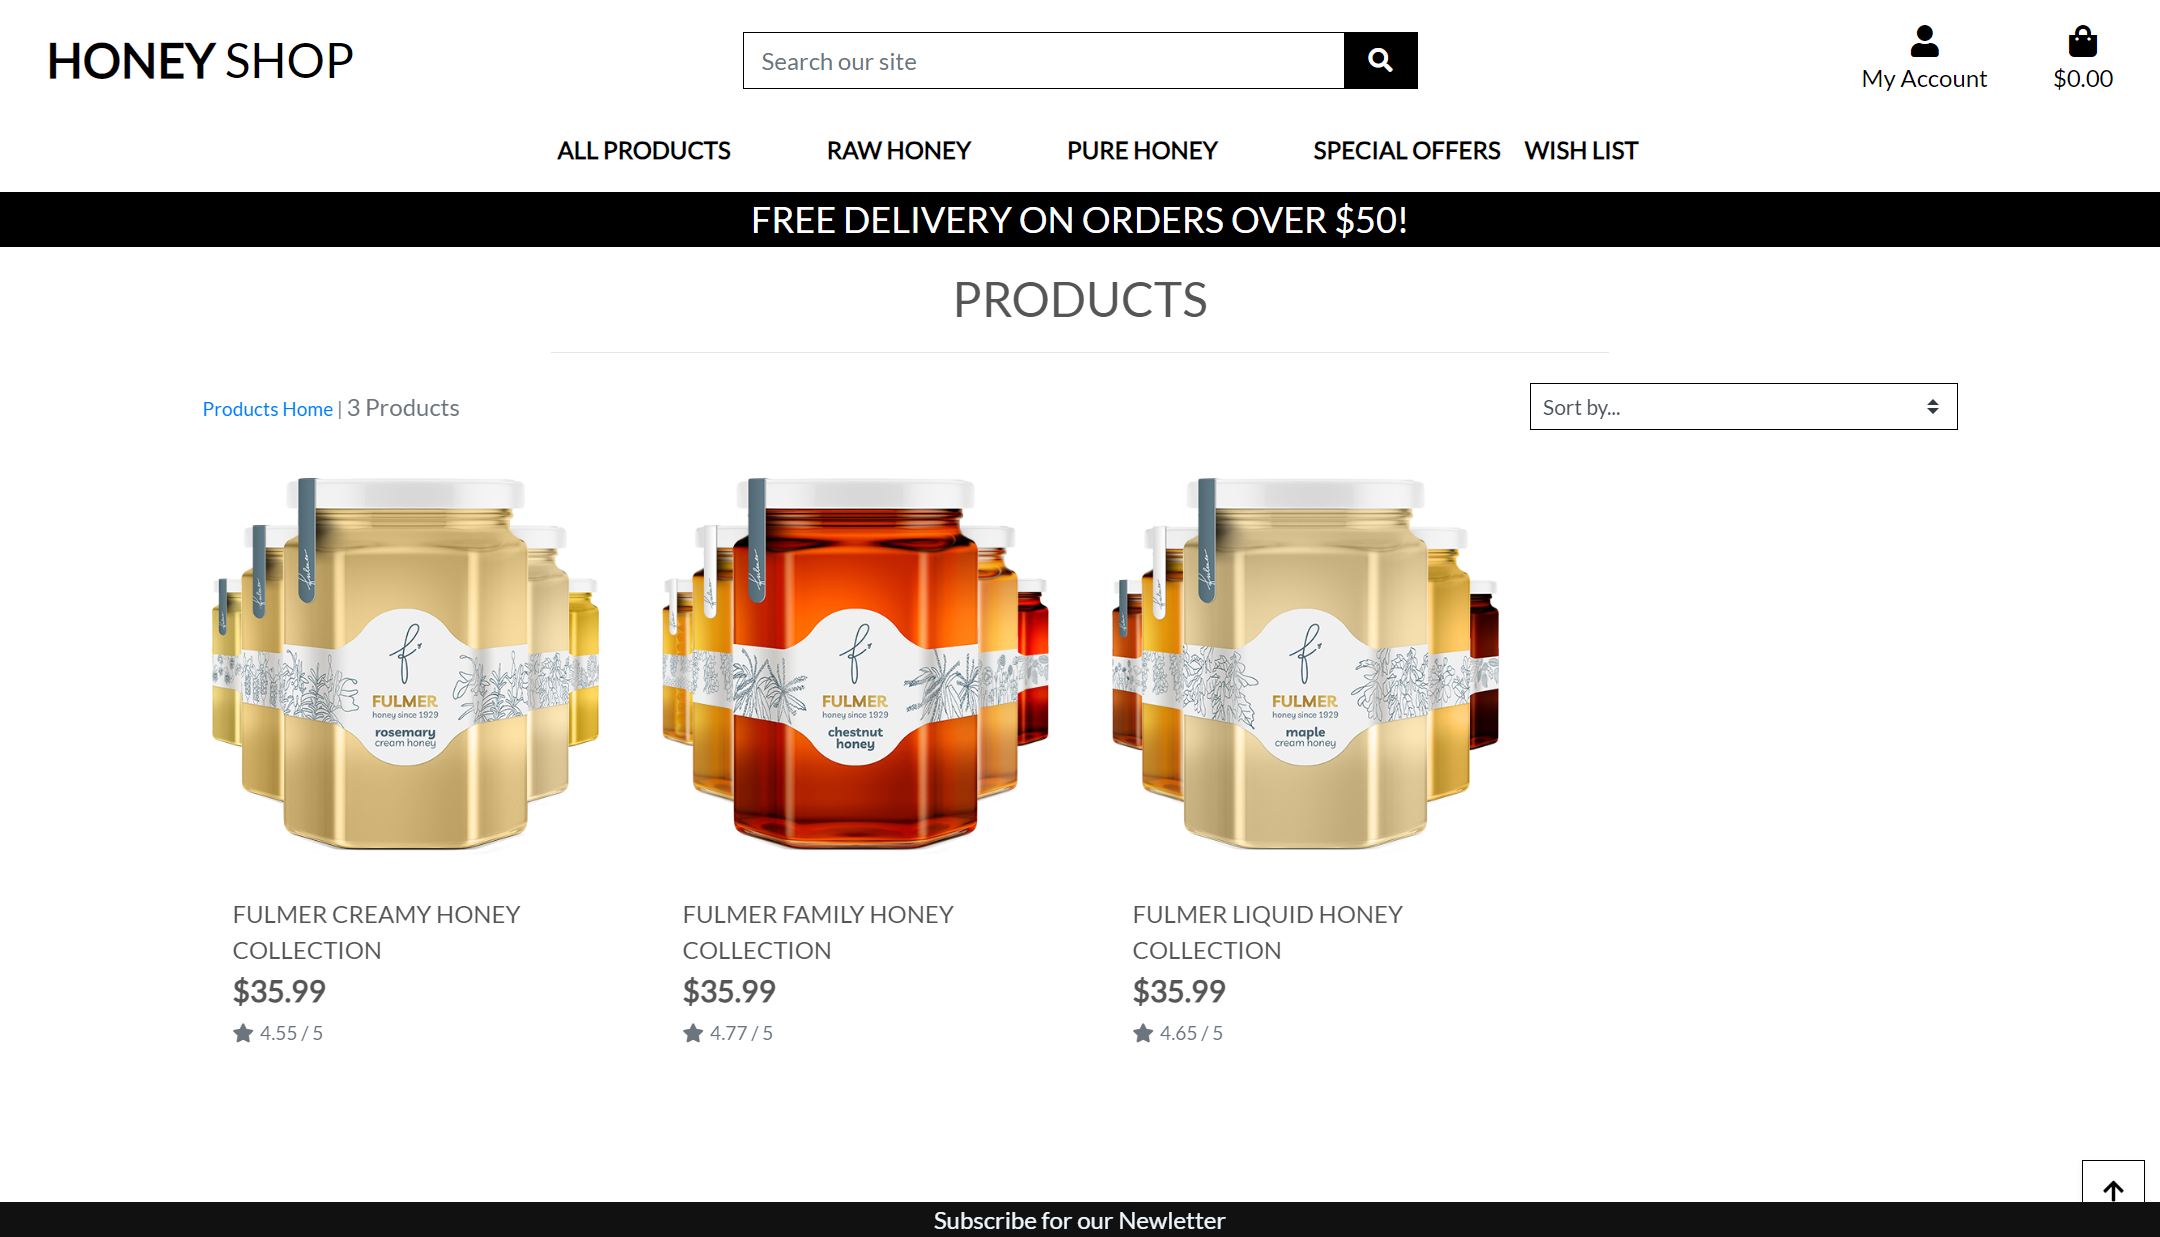 HONEY SHOP
Search our site
My Account
$0.00
ALL PRODUCTS
RAW HONEY
PURE HONEY
SPECIAL OFFERS
WISH LIST
FREE DELIVERY ON ORDERS OVER $50!
PRODUCTS
Products Home | 3 Products
Sort by...
fulmer
FULMER
honey since 1929
rosemary
cream honey
fulmer
FULMER
honey since 1929
chestnut
honey
fulmer
FULMER
honey since 1929
maple
cream honey
FULMER CREAMY HONEY
COLLECTION
$35.99
4.55 / 5
FULMER FAMILY HONEY
COLLECTION
$35.99
4.77 / 5
FULMER LIQUID HONEY
COLLECTION
$35.99
4.65 / 5
Subscribe for our Newletter